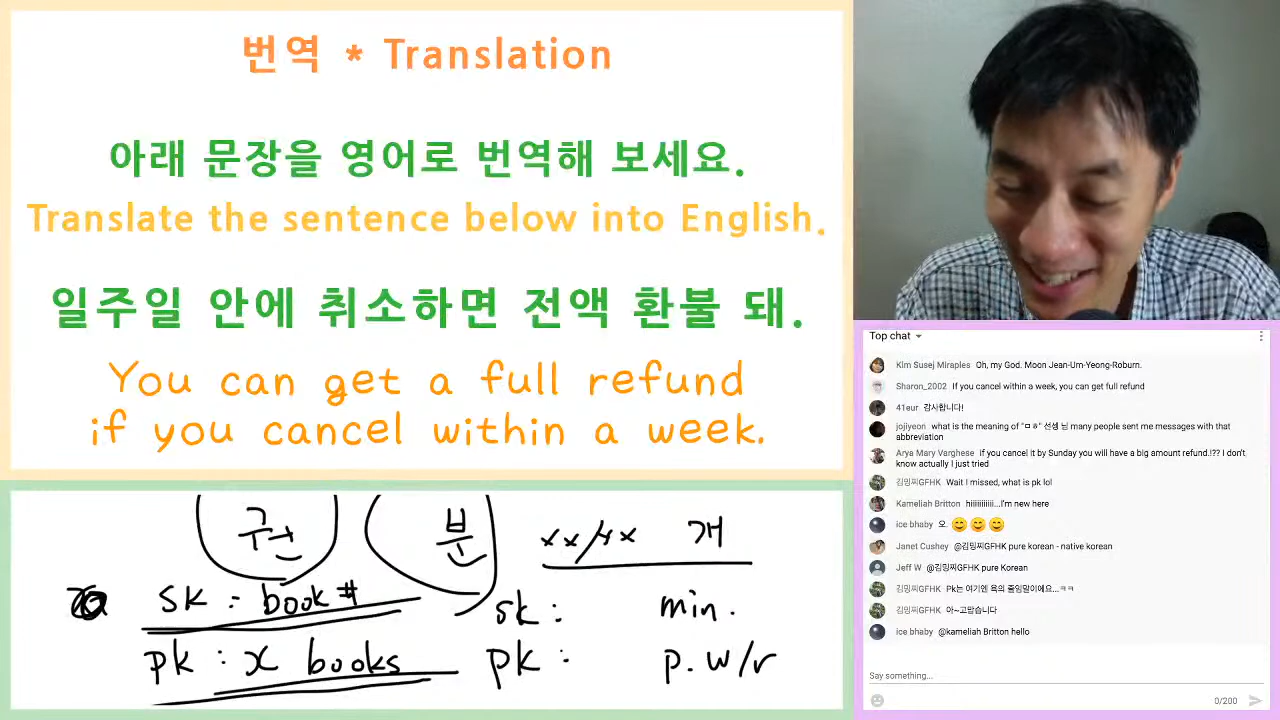 번역 * Translation
아래 문장을 영어로 번역해 보세요.
Translate the sentence below into English.
일주일 안에 취소하면 전액 환불 돼.
You can get a full refund
if you cancel within a week.
분
xx/xx 개
sk : book#
sk : min.
pk : x books
pk : p. w/r
Top chat
Kim Susej Miraples Oh, my God. Moon Jean-Um-Yeong-Roburn.
Sharon_2002 If you cancel within a week, you can get full refund
41eur 감사합니다!
jojiyeon what is the meaning of "ㅁㅎ" 선셍 님 many people sent me messages with that
abbreviation
Arya Mary Varghese if you cancel it by Sunday you will have a big amount refund.!?? I don't
know actually I just tried
김밍찌GFHK Wait I missed, what is pk lol
Kameliah Britton hiiiiiiiiiii...i'm new here
ice bhaby 오. 😊😊😊
Janet Cushey @김밍찌GFHK pure korean - native korean
Jeff W @김밍찌GFHK pure Korean
김밍찌GFHK Pk는 여기엔 욕의 줄임말이에요...ㅋㅋ
김밍찌GFHK 아~고맙습니다
ice bhaby @kameliah Britton hello
Say something...
0/200